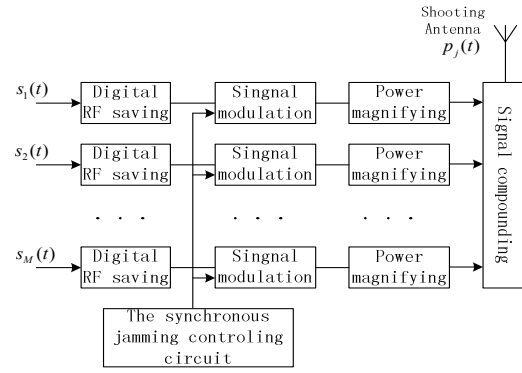 Shooting
Antenna
p_j(t)
s_1(t)
Digital
RF saving
Singnal
modulation
Power
magnifying
s_2(t)
Digital
RF saving
Singnal
modulation
Power
magnifying
. . .
. . .
. . .
s_M(t)
Digital
RF saving
Singnal
modulation
Power
magnifying
Signal compounding
The synchronous
jamming controling
circuit